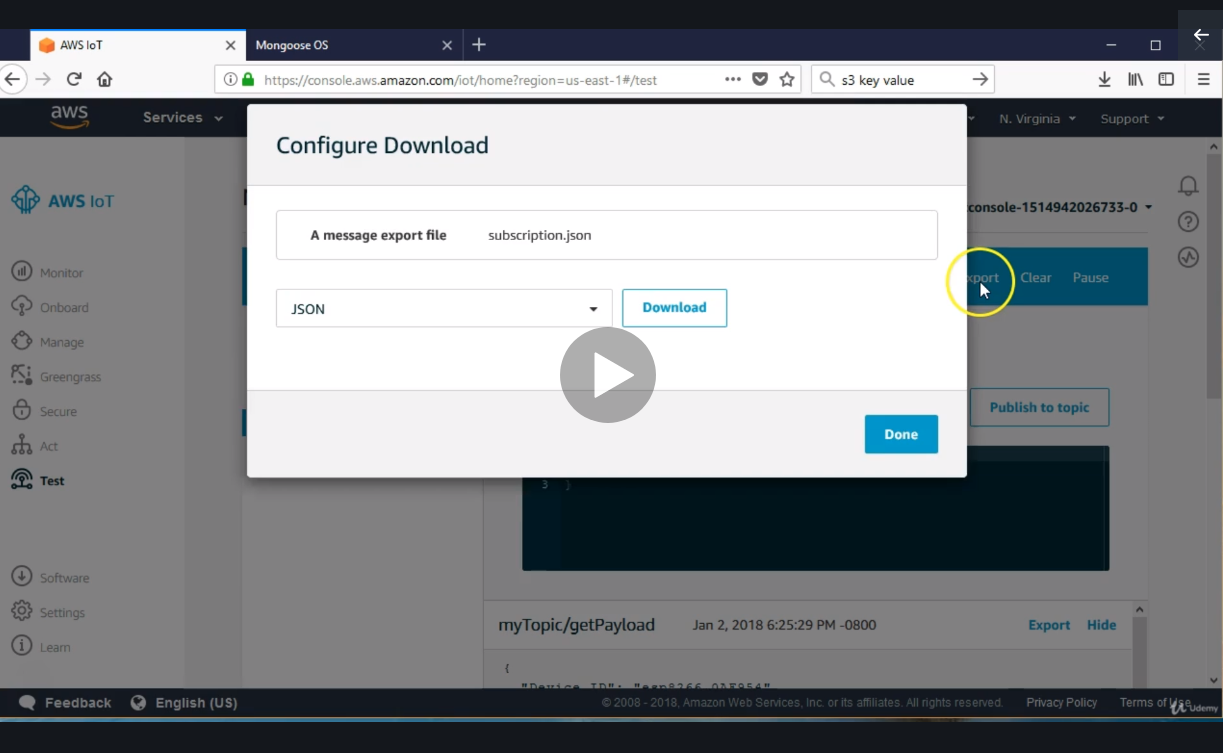 AWS IoT
Mongoose OS
https://console.aws.amazon.com/iot/home?region=us-east-1#/test
s3 key value
aws
Services
N. Virginia
Support
Configure Download
AWS IoT
console-1514942026733-0
A message export file
subscription.json
Monitor
xport
Clear
Pause
Onboard
JSON
Download
Manage
Greengrass
Secure
Publish to topic
Act
Done
Test
3 }
Software
Settings
myTopic/getPayload
Jan 2, 2018 6:25:29 PM -0800
Export
Hide
Learn
{
Feedback
English (US)
© 2008 - 2018, Amazon Web Services, Inc. or its affiliates. All rights reserved.
Privacy Policy
Terms of Use
Udemy